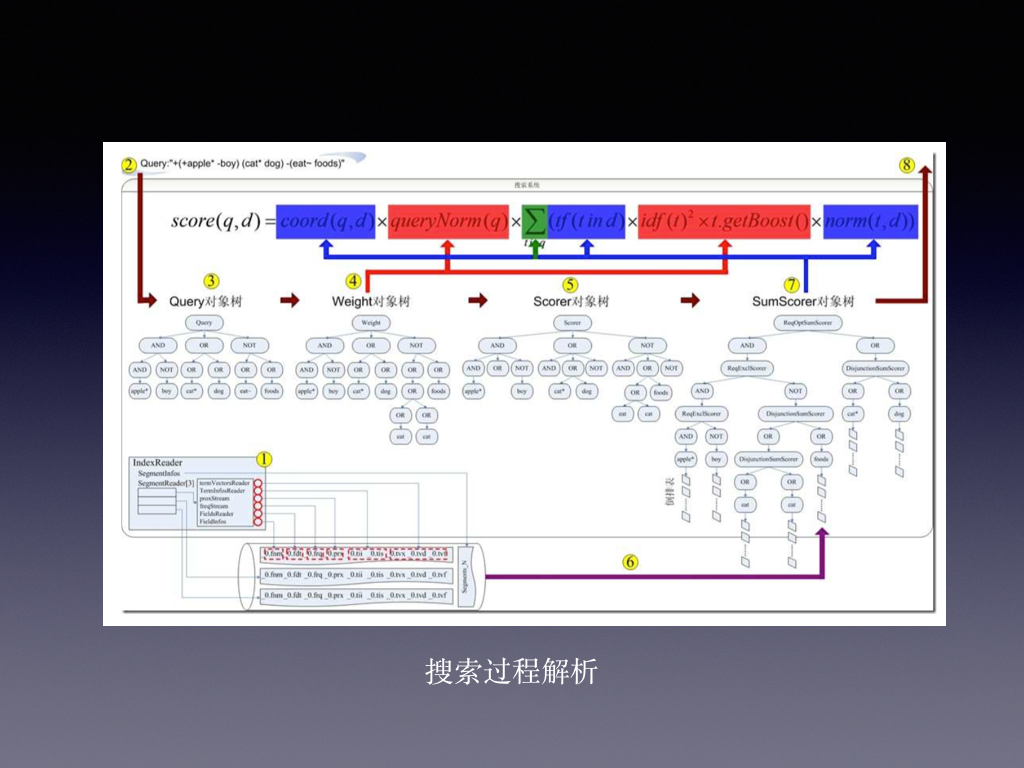 ② Query:"+(+apple* -boy) (cat* dog) -(eat~ foods)"
⑧
搜索系统
score(q,d)=coord(q,d)×queryNorm(q)×∑(tf(t in d)×idf(t)²×t.getBoost()×norm(t,d))
t in q
③ ④ ⑤ ⑦
Query对象树 Weight对象树 Scorer对象树 SumScorer对象树
Query
AND OR NOT
AND NOT OR OR OR OR
apple* boy cat* dog eat~ foods
Weight
AND OR NOT
AND NOT OR OR OR OR
apple* boy cat* dog OR foods
OR OR
eat cat
Scorer
AND OR NOT
AND OR NOT AND OR NOT AND OR NOT
apple* boy cat* dog OR foods
eat cat
ReqOptSumScorer
AND OR
ReqExclScorer DisjunctionSumScorer
AND NOT OR OR
ReqExclScorer DisjunctionSumScorer cat* dog
AND NOT OR OR
apple* boy DisjunctionSumScorer foods
OR OR
eat cat
倒排表
①
IndexReader
SegmentInfos
SegmentReader[3]
termVectorsReader
TermInfosReader
proxStream
freqStream
FieldsReader
FieldInfos
_0.fnm _0.fdt _0.frq _0.prx _0.tii _0.tis _0.tvx _0.tvd _0.tvf
_0.fnm _0.fdt _0.frq _0.prx _0.tii _0.tis _0.tvx _0.tvd _0.tvf
_0.fnm _0.fdt _0.frq _0.prx _0.tii _0.tis _0.tvx _0.tvd _0.tvf
Segments_N
⑥
搜索过程解析